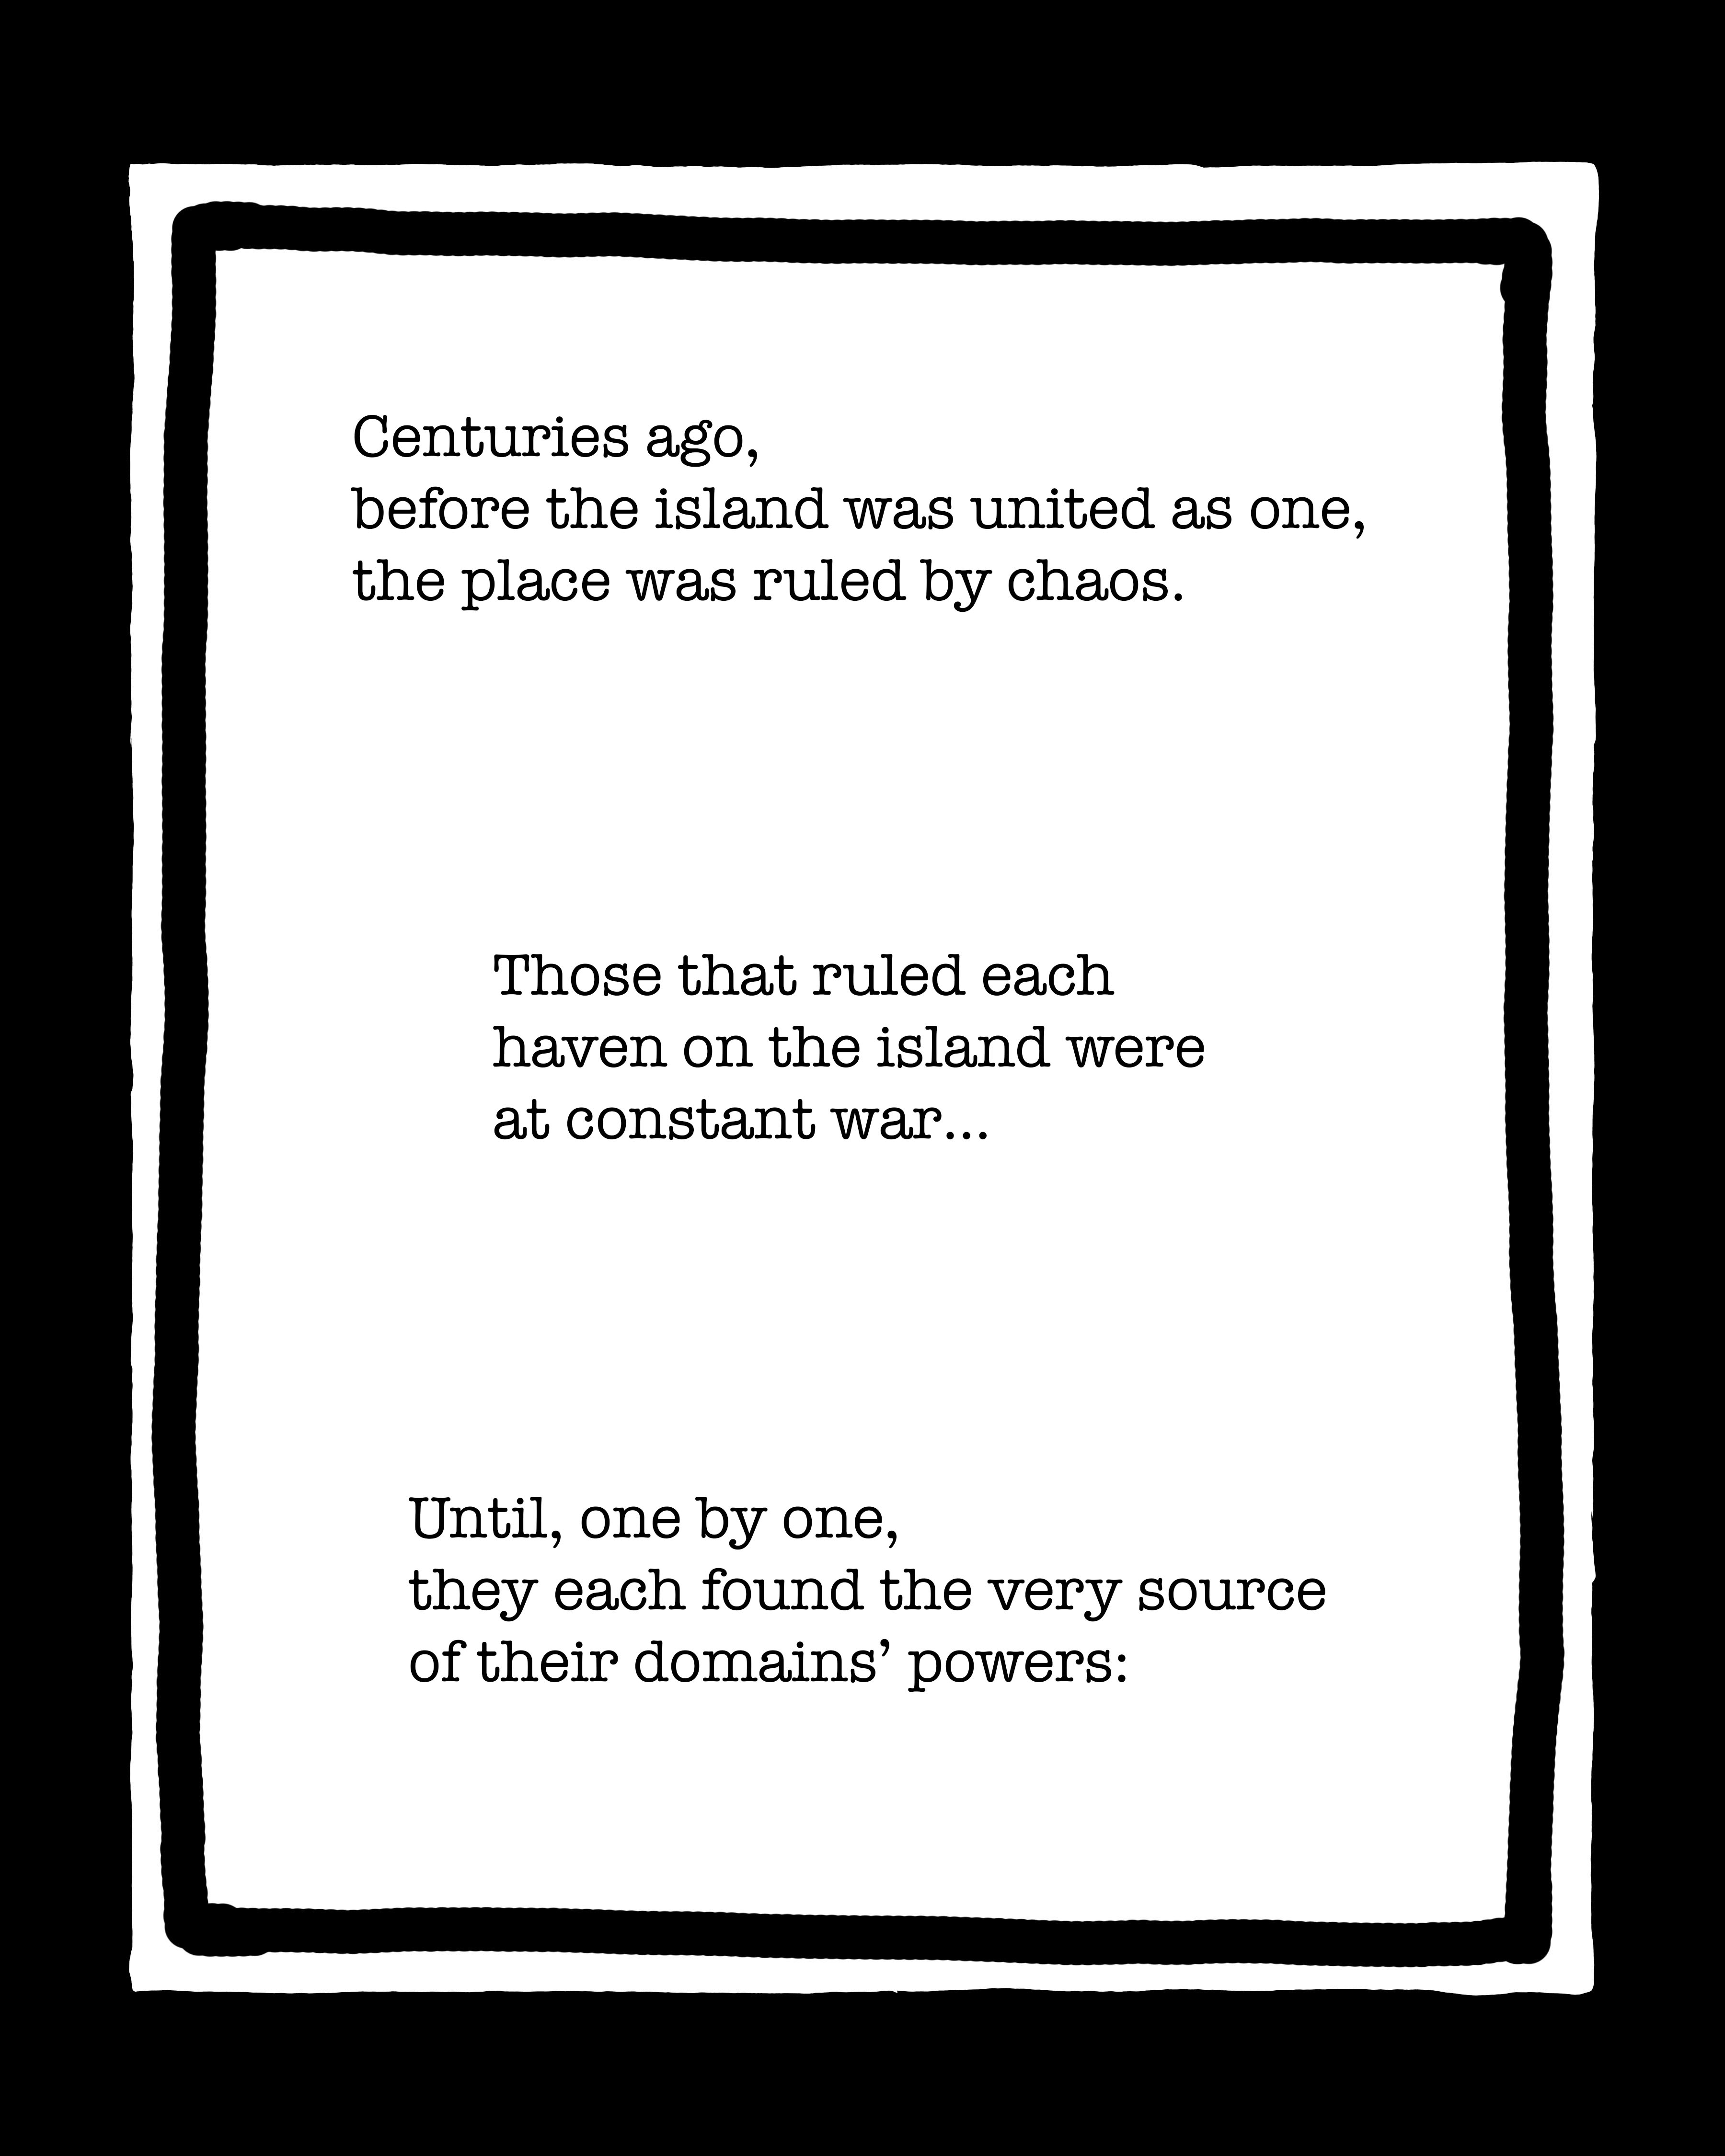 Centuries ago,
before the island was united as one,
the place was ruled by chaos.
Those that ruled each
haven on the island were
at constant war...
Until, one by one,
they each found the very source
of their domains’ powers: